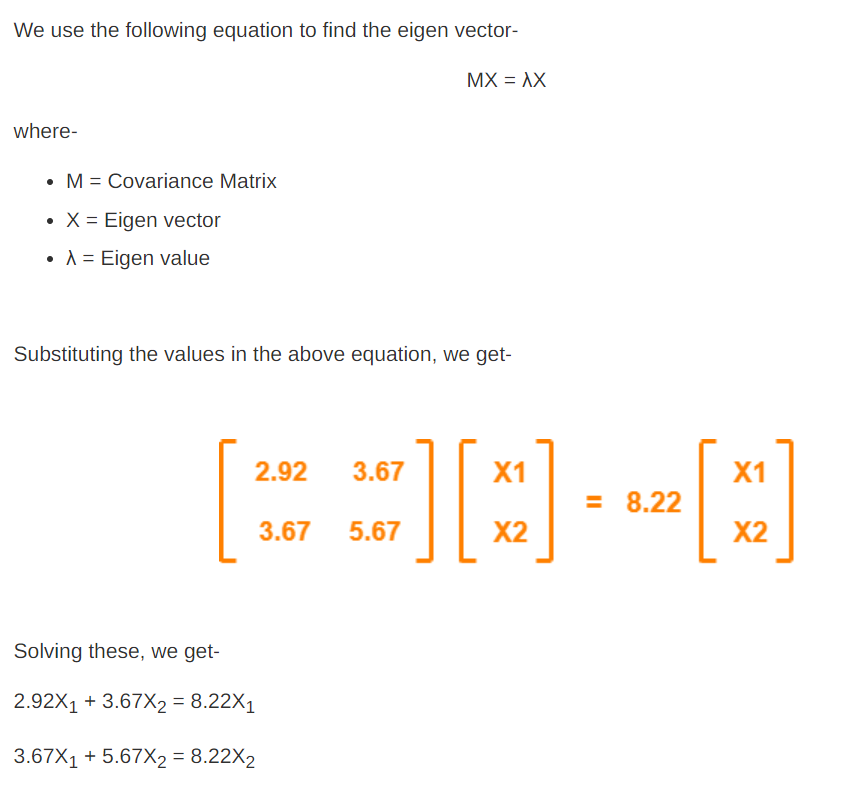 We use the following equation to find the eigen vector-
MX = λX
where-
• M = Covariance Matrix
• X = Eigen vector
• λ = Eigen value
Substituting the values in the above equation, we get-
2.92 3.67 X1 X1
= 8.22
3.67 5.67 X2 X2
Solving these, we get-
2.92X₁ + 3.67X₂ = 8.22X₁
3.67X₁ + 5.67X₂ = 8.22X₂